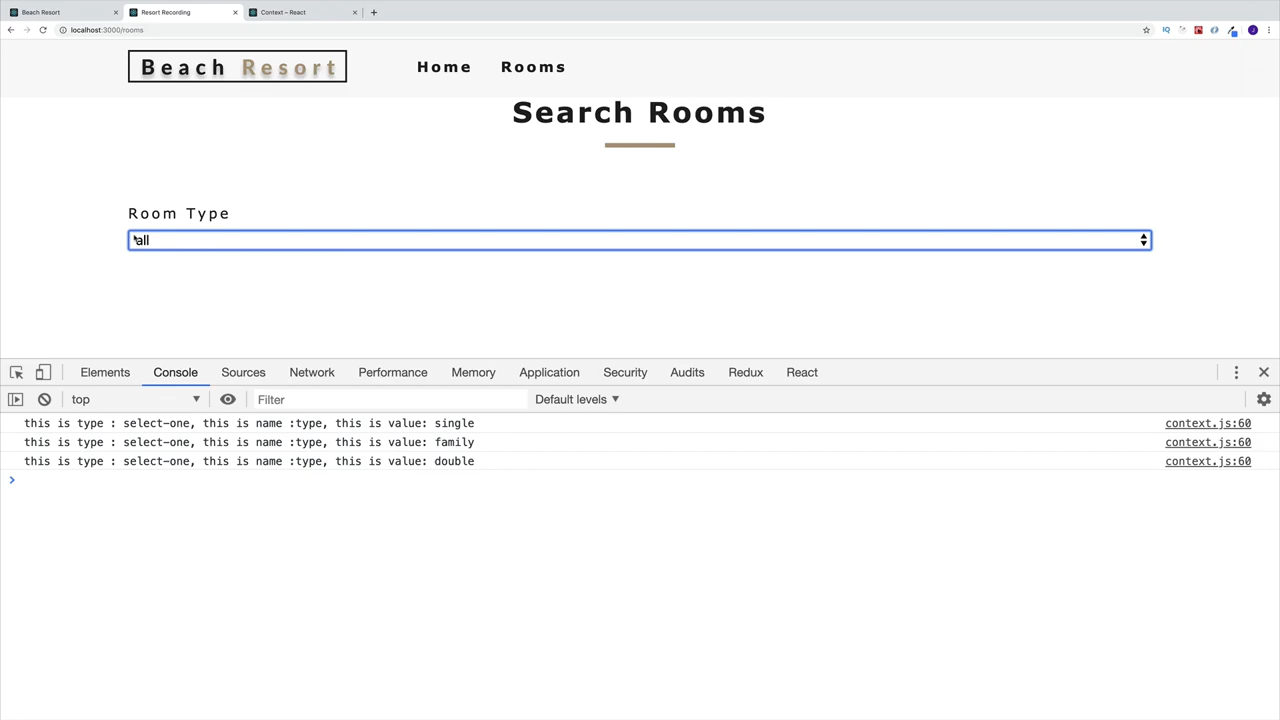 Beach Resort
Resort Recording
Context – React
localhost:3000/rooms
IQ
J
Beach Resort
Home
Rooms
Search Rooms
Room Type
all
Elements
Console
Sources
Network
Performance
Memory
Application
Security
Audits
Redux
React
top
Filter
Default levels
this is type : select-one, this is name :type, this is value: single
context.js:60
this is type : select-one, this is name :type, this is value: family
context.js:60
this is type : select-one, this is name :type, this is value: double
context.js:60